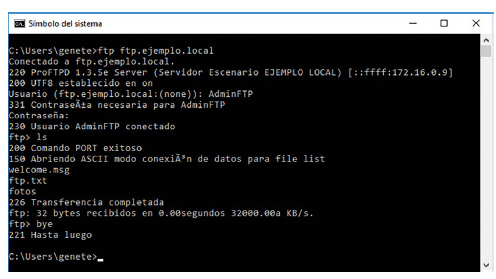 Símbolo del sistema
C:\Users\genete>ftp ftp.ejemplo.local
Conectado a ftp.ejemplo.local.
220 ProFTPD 1.3.5e Server (Servidor Escenario EJEMPLO LOCAL) [::ffff:172.16.0.9]
200 UTF8 establecido en on
Usuario (ftp.ejemplo.local:(none)): AdminFTP
331 ContraseÃ±a necesaria para AdminFTP
Contraseña:
230 Usuario AdminFTP conectado
ftp> ls
200 Comando PORT exitoso
150 Abriendo ASCII modo conexiÃ³n de datos para file list
welcome.msg
ftp.txt
fotos
226 Transferencia completada
ftp: 32 bytes recibidos en 0.00segundos 32000.00a KB/s.
ftp> bye
221 Hasta luego
C:\Users\genete>